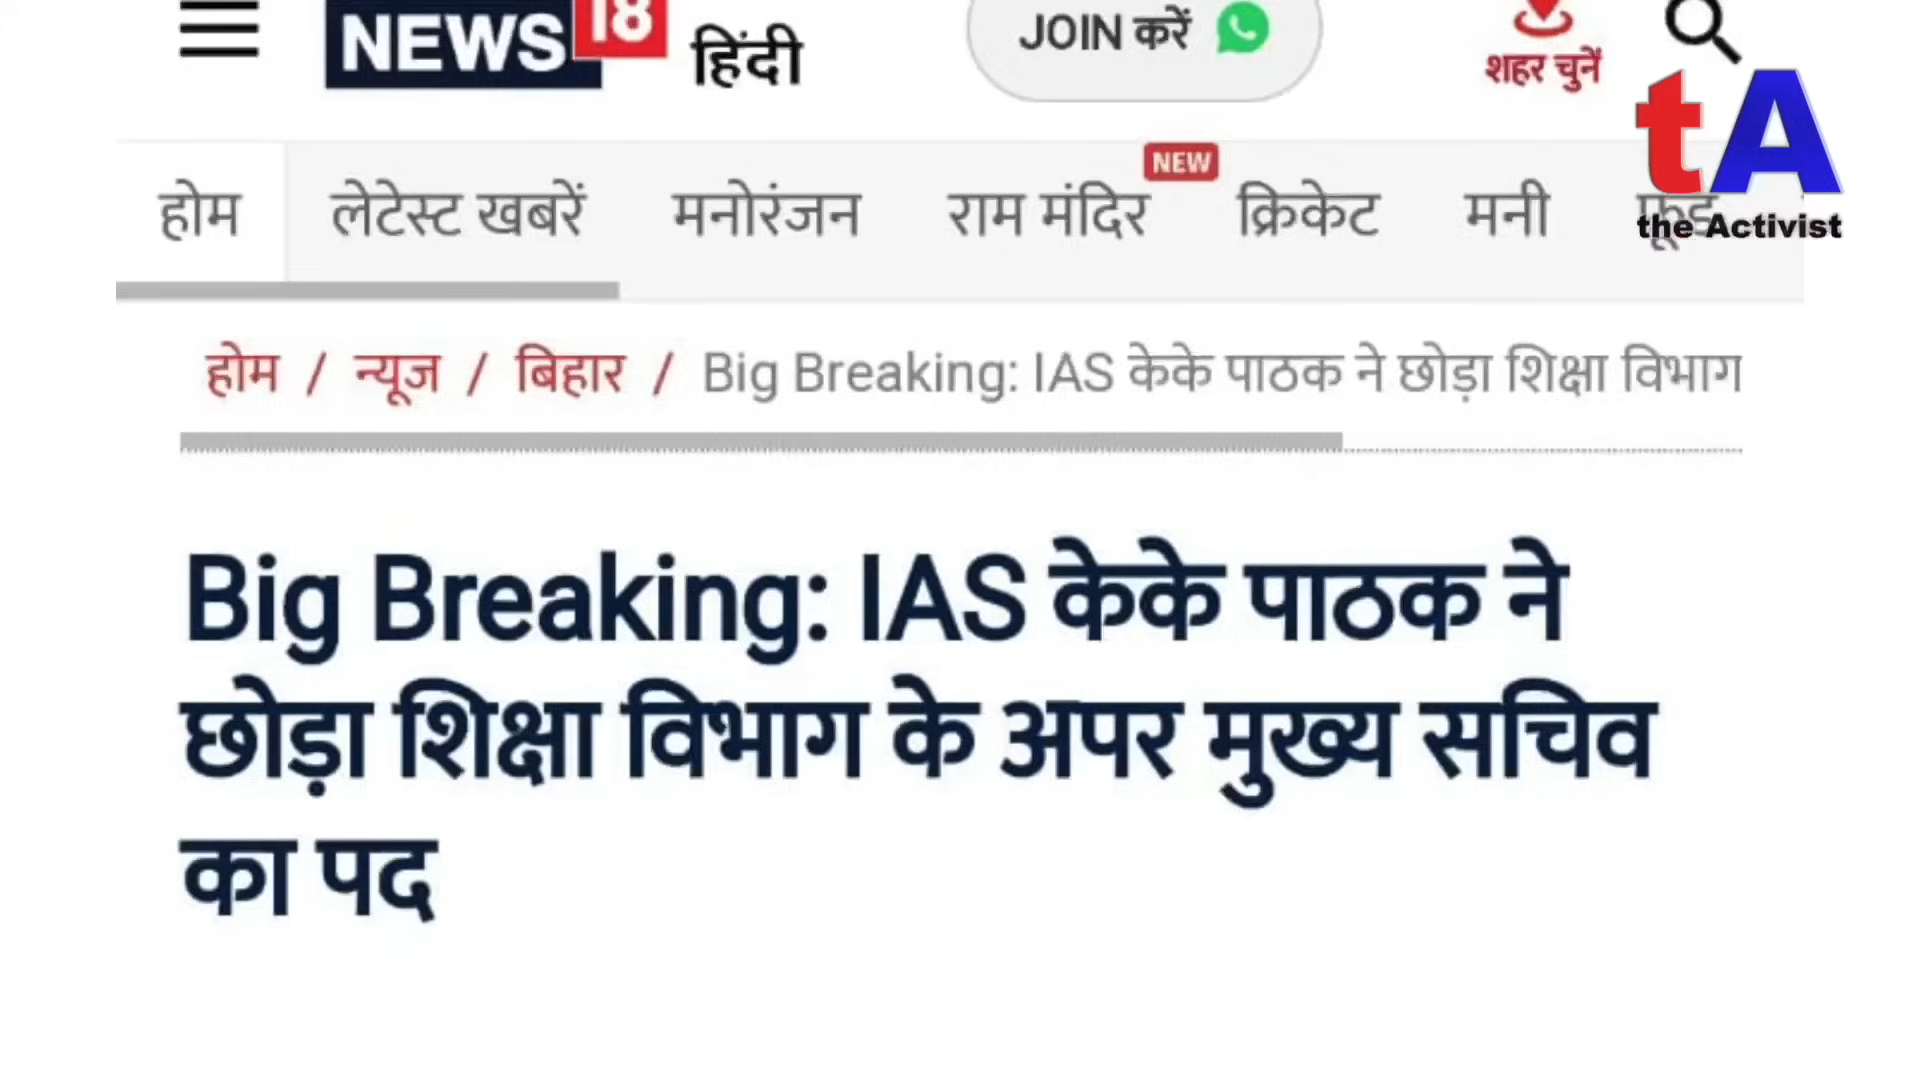 NEWS 18 हिंदी JOIN करें शहर चुनें
tA
the Activist
NEW
होम लेटेस्ट खबरें मनोरंजन राम मंदिर क्रिकेट मनी फूड
होम / न्यूज / बिहार / Big Breaking: IAS केके पाठक ने छोड़ा शिक्षा विभाग
Big Breaking: IAS केके पाठक ने
छोड़ा शिक्षा विभाग के अपर मुख्य सचिव
का पद